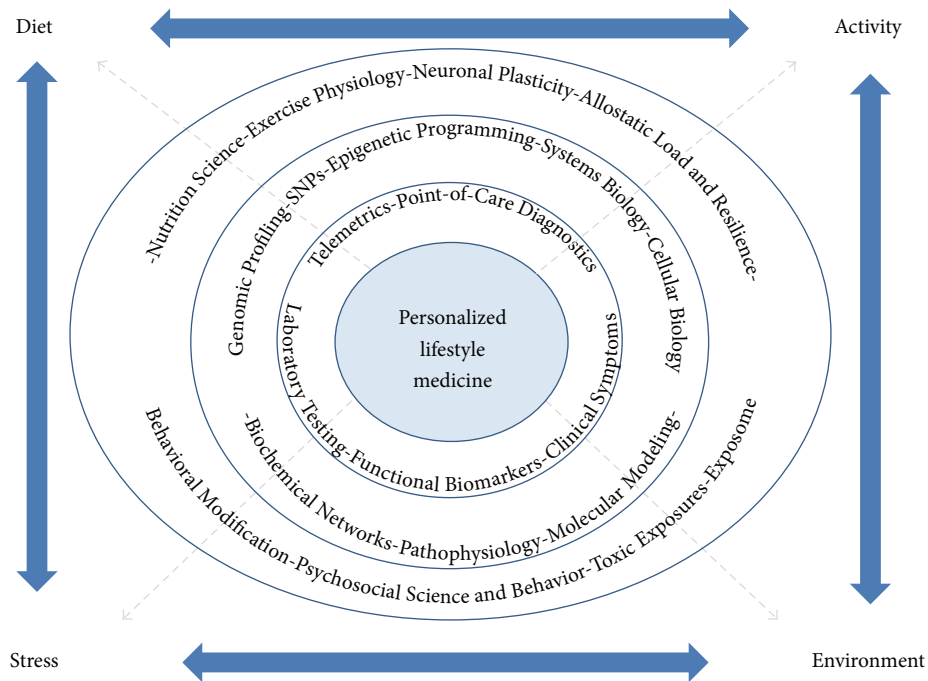 Diet
Activity
-Nutrition Science-Exercise Physiology-Neuronal Plasticity-Allostatic Load and Resilience-
Genomic Profiling-SNPs-Epigenetic Programming-Systems Biology-Cellular Biology
Telemetrics-Point-of-Care Diagnostics
Personalized
lifestyle
medicine
Laboratory Testing-Functional Biomarkers-Clinical Symptoms
-Biochemical Networks-Pathophysiology-Molecular Modeling-
Behavioral Modification-Psychosocial Science and Behavior-Toxic Exposures-Exposome
Stress
Environment